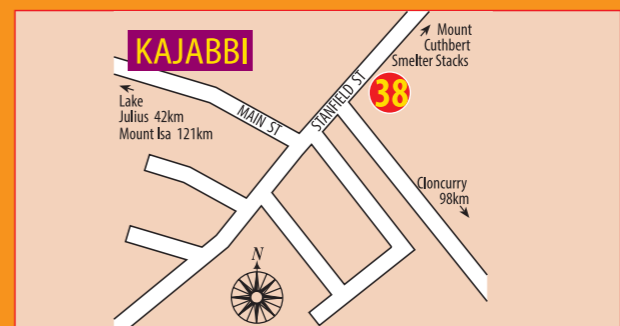 KAJABBI
Mount
Cuthbert
Smelter Stacks
38
STANFIELD ST
MAIN ST
Lake
Julius 42km
Mount Isa 121km
Cloncurry
98km
N